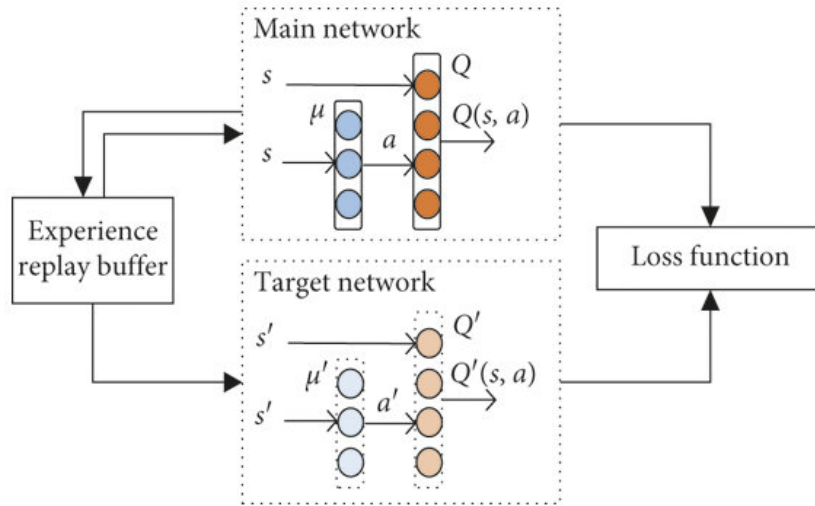 Main network
s
Q
μ
Q(s, a)
s
a
Experience
replay buffer
Loss function
Target network
s′
Q′
μ′
Q′(s, a)
s′
a′